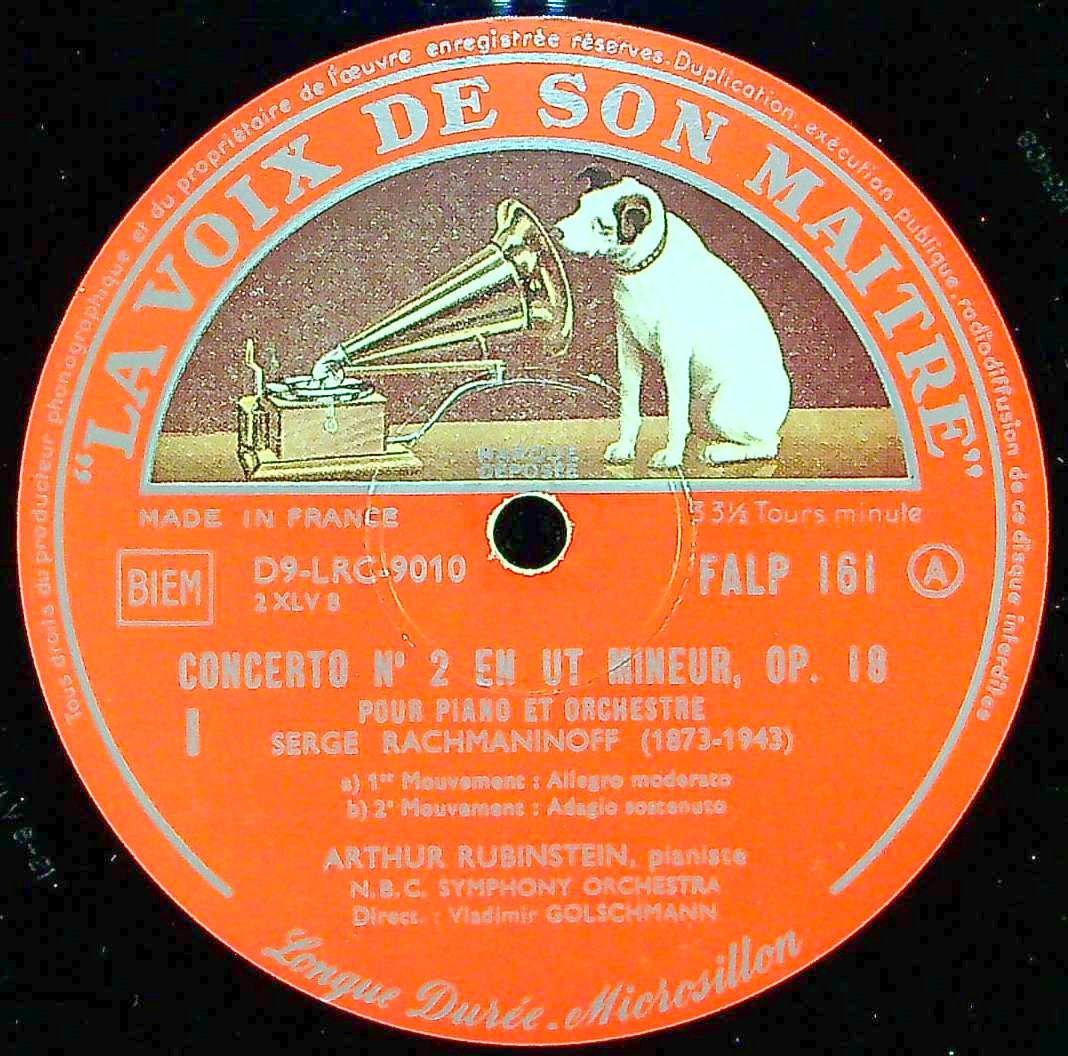 Tous droits du producteur phonographique et du propriétaire de l'œuvre enregistrée réservés. Duplication, exécution publique, radiodiffusion de ce disque interdites
"LA VOIX DE SON MAITRE"
MARQUE
DÉPOSÉE
MADE IN FRANCE
33⅓ Tours minute
BIEM
D9-LRC-9010
2 XLV 8
FALP 161 A
CONCERTO N° 2 EN UT MINEUR, OP. 18
POUR PIANO ET ORCHESTRE
I
SERGE RACHMANINOFF (1873-1943)
a) 1er Mouvement : Allegro moderato
b) 2e Mouvement : Adagio sostenuto
ARTHUR RUBINSTEIN, pianiste
N.B.C. SYMPHONY ORCHESTRA
Direct. : Vladimir GOLSCHMANN
Longue Durée. Microsillon